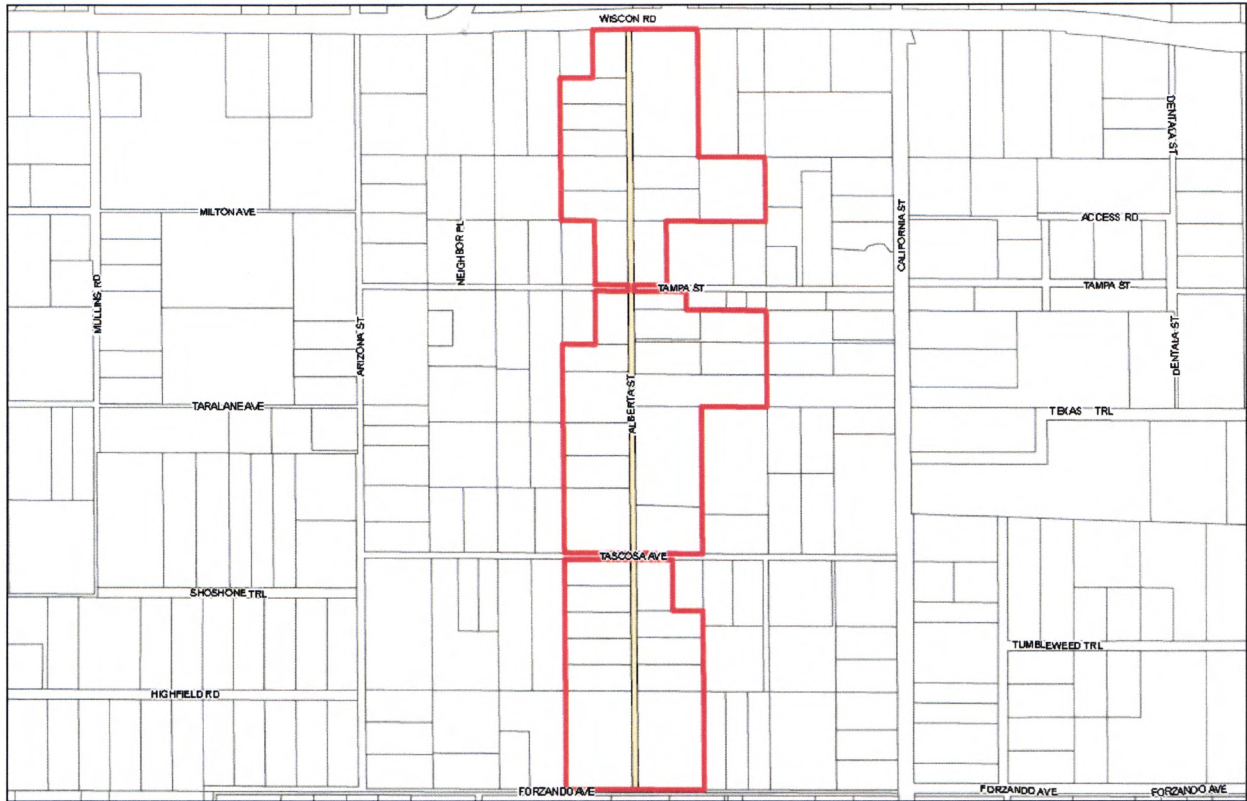 WISCON RD
DENTALA ST
MILTON AVE
ACCESS RD
NEIGHBOR PL
CALIFORNIA ST
MULLINS RD
TAMPA ST
TAMPA ST
ARIZONA ST
DENTALA ST
ALBERTA ST
TARALANE AVE
TEXAS TRL
TASCOSA AVE
SHOSHONE TRL
TUMBLEWEED TRL
HIGHFIELD RD
FORZANDO AVE
FORZANDO AVE
FORZANDO AVE